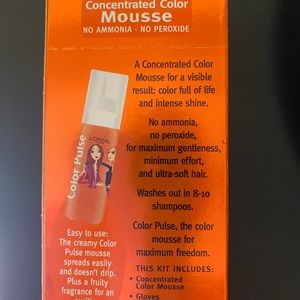 Concentrated Color
Mousse
NO AMMONIA - NO PEROXIDE
A Concentrated Color
Mousse for a visible
result: color full of life
and intense shine.
No ammonia,
no peroxide,
for maximum gentleness,
minimum effort,
and ultra-soft hair.
Washes out in 8-10
shampoos.
Color Pulse, the color
mousse for
maximum freedom.
THIS KIT INCLUDES:
• Concentrated
Color Mousse
• Gloves
L'ORÉAL
Color Pulse
Easy to use:
The creamy Color
Pulse mousse
spreads easily
and doesn't drip.
Plus a fruity
fragrance for an